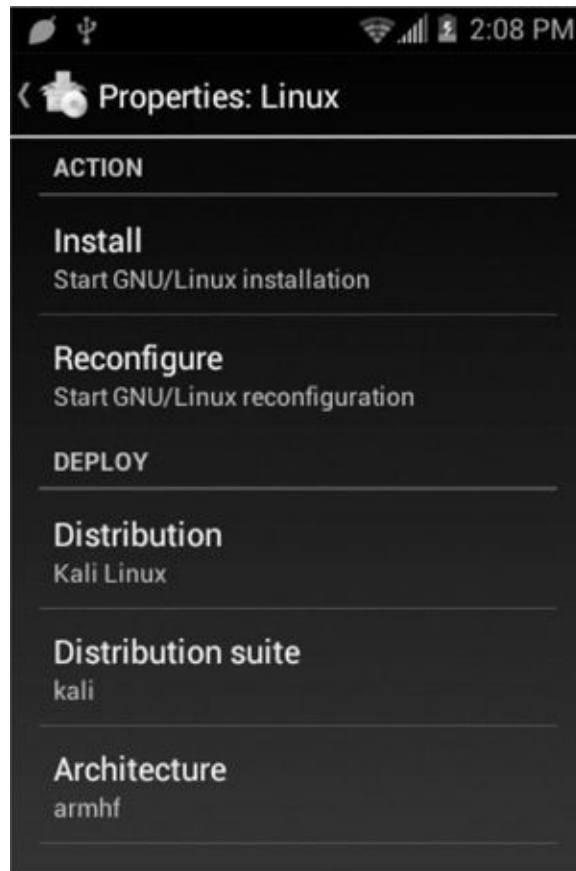 2:08 PM
Properties: Linux
ACTION
Install
Start GNU/Linux installation
Reconfigure
Start GNU/Linux reconfiguration
DEPLOY
Distribution
Kali Linux
Distribution suite
kali
Architecture
armhf